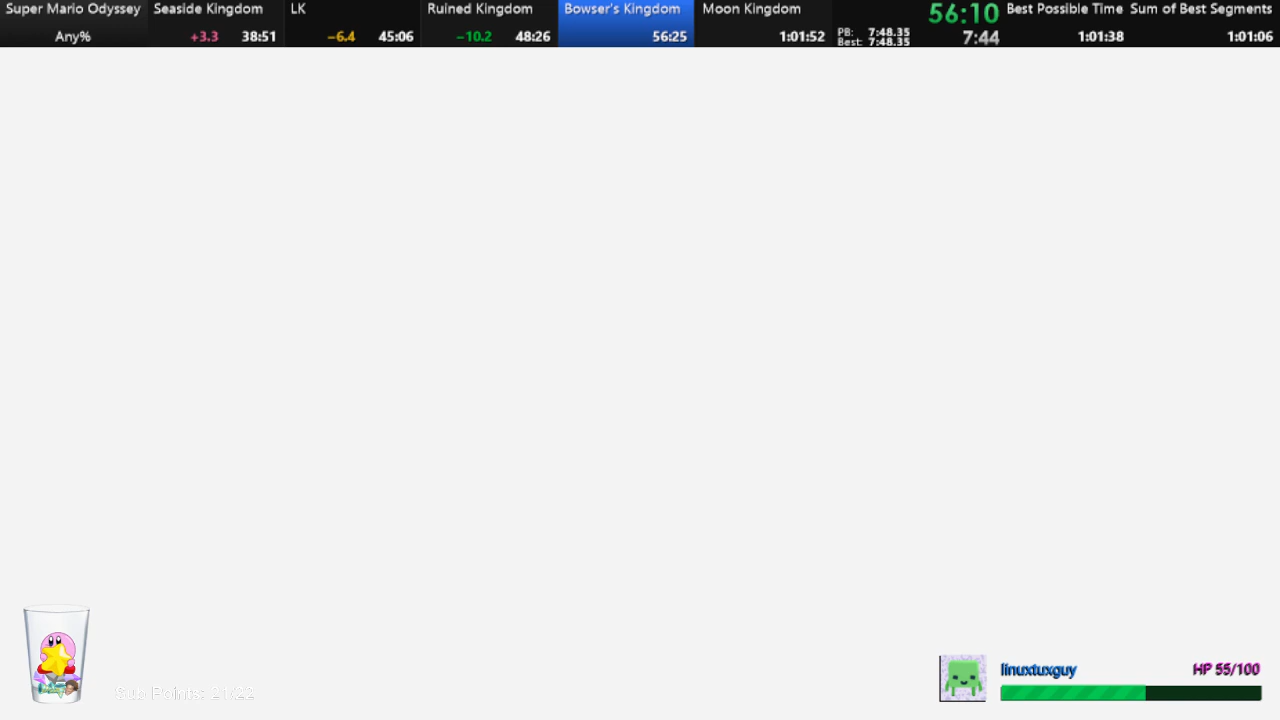 Super Mario Odyssey
Any%
Seaside Kingdom
+3.3 38:51
LK
-6.4 45:06
Ruined Kingdom
-10.2 48:26
Bowser's Kingdom
56:25
Moon Kingdom
1:01:52
PB: 7:48.35
Best: 7:48.35
56:10
7:44
Best Possible Time
1:01:38
Sum of Best Segments
1:01:06
Sub Points:
linuxtuxguy
HP 55/100